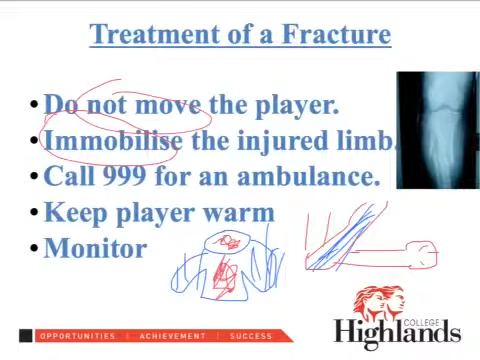 Treatment of a Fracture
•Do not move the player.
•Immobilise the injured limb.
•Call 999 for an ambulance.
•Keep player warm
•Monitor
OPPORTUNITIES | ACHIEVEMENT | SUCCESS
COLLEGE
Highlands